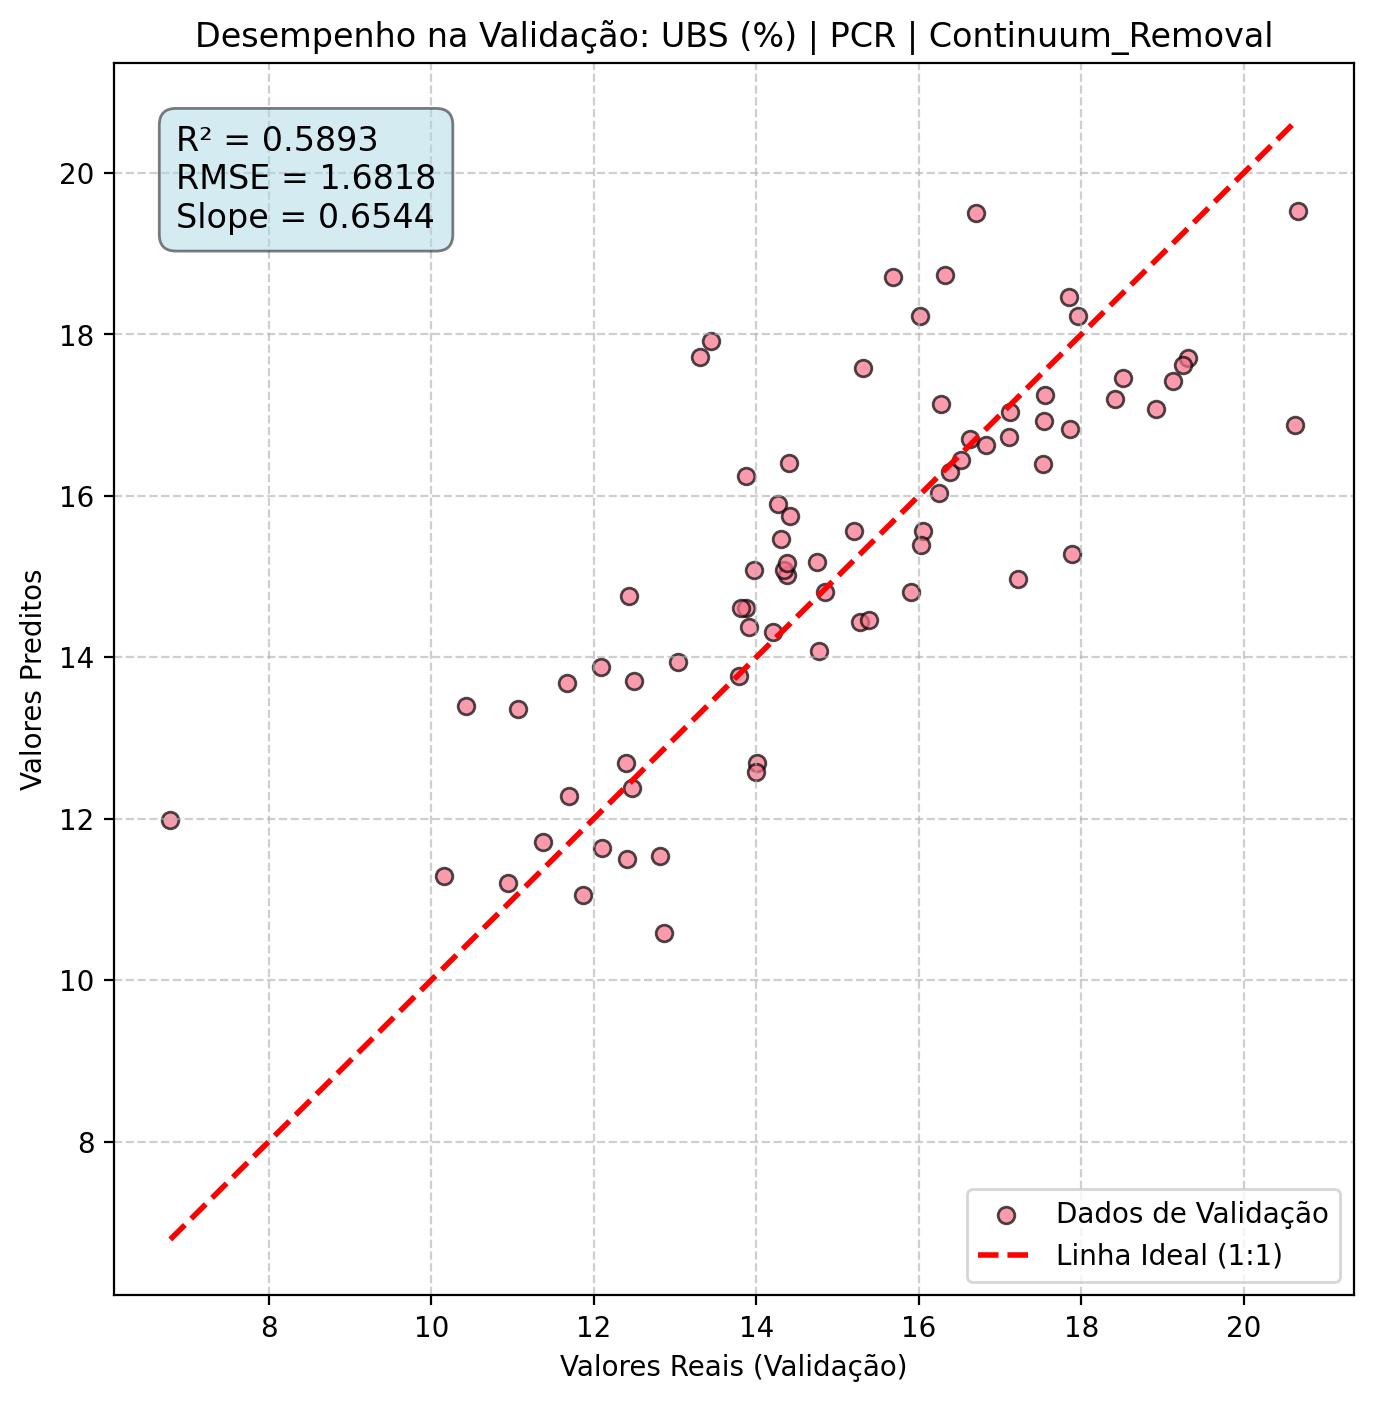 Desempenho na Validação: UBS (%) | PCR | Continuum_Removal
R² = 0.5893
RMSE = 1.6818
Slope = 0.6544
20
18
16
14
12
10
8
Valores Preditos
Dados de Validação
Linha Ideal (1:1)
8 10 12 14 16 18 20
Valores Reais (Validação)